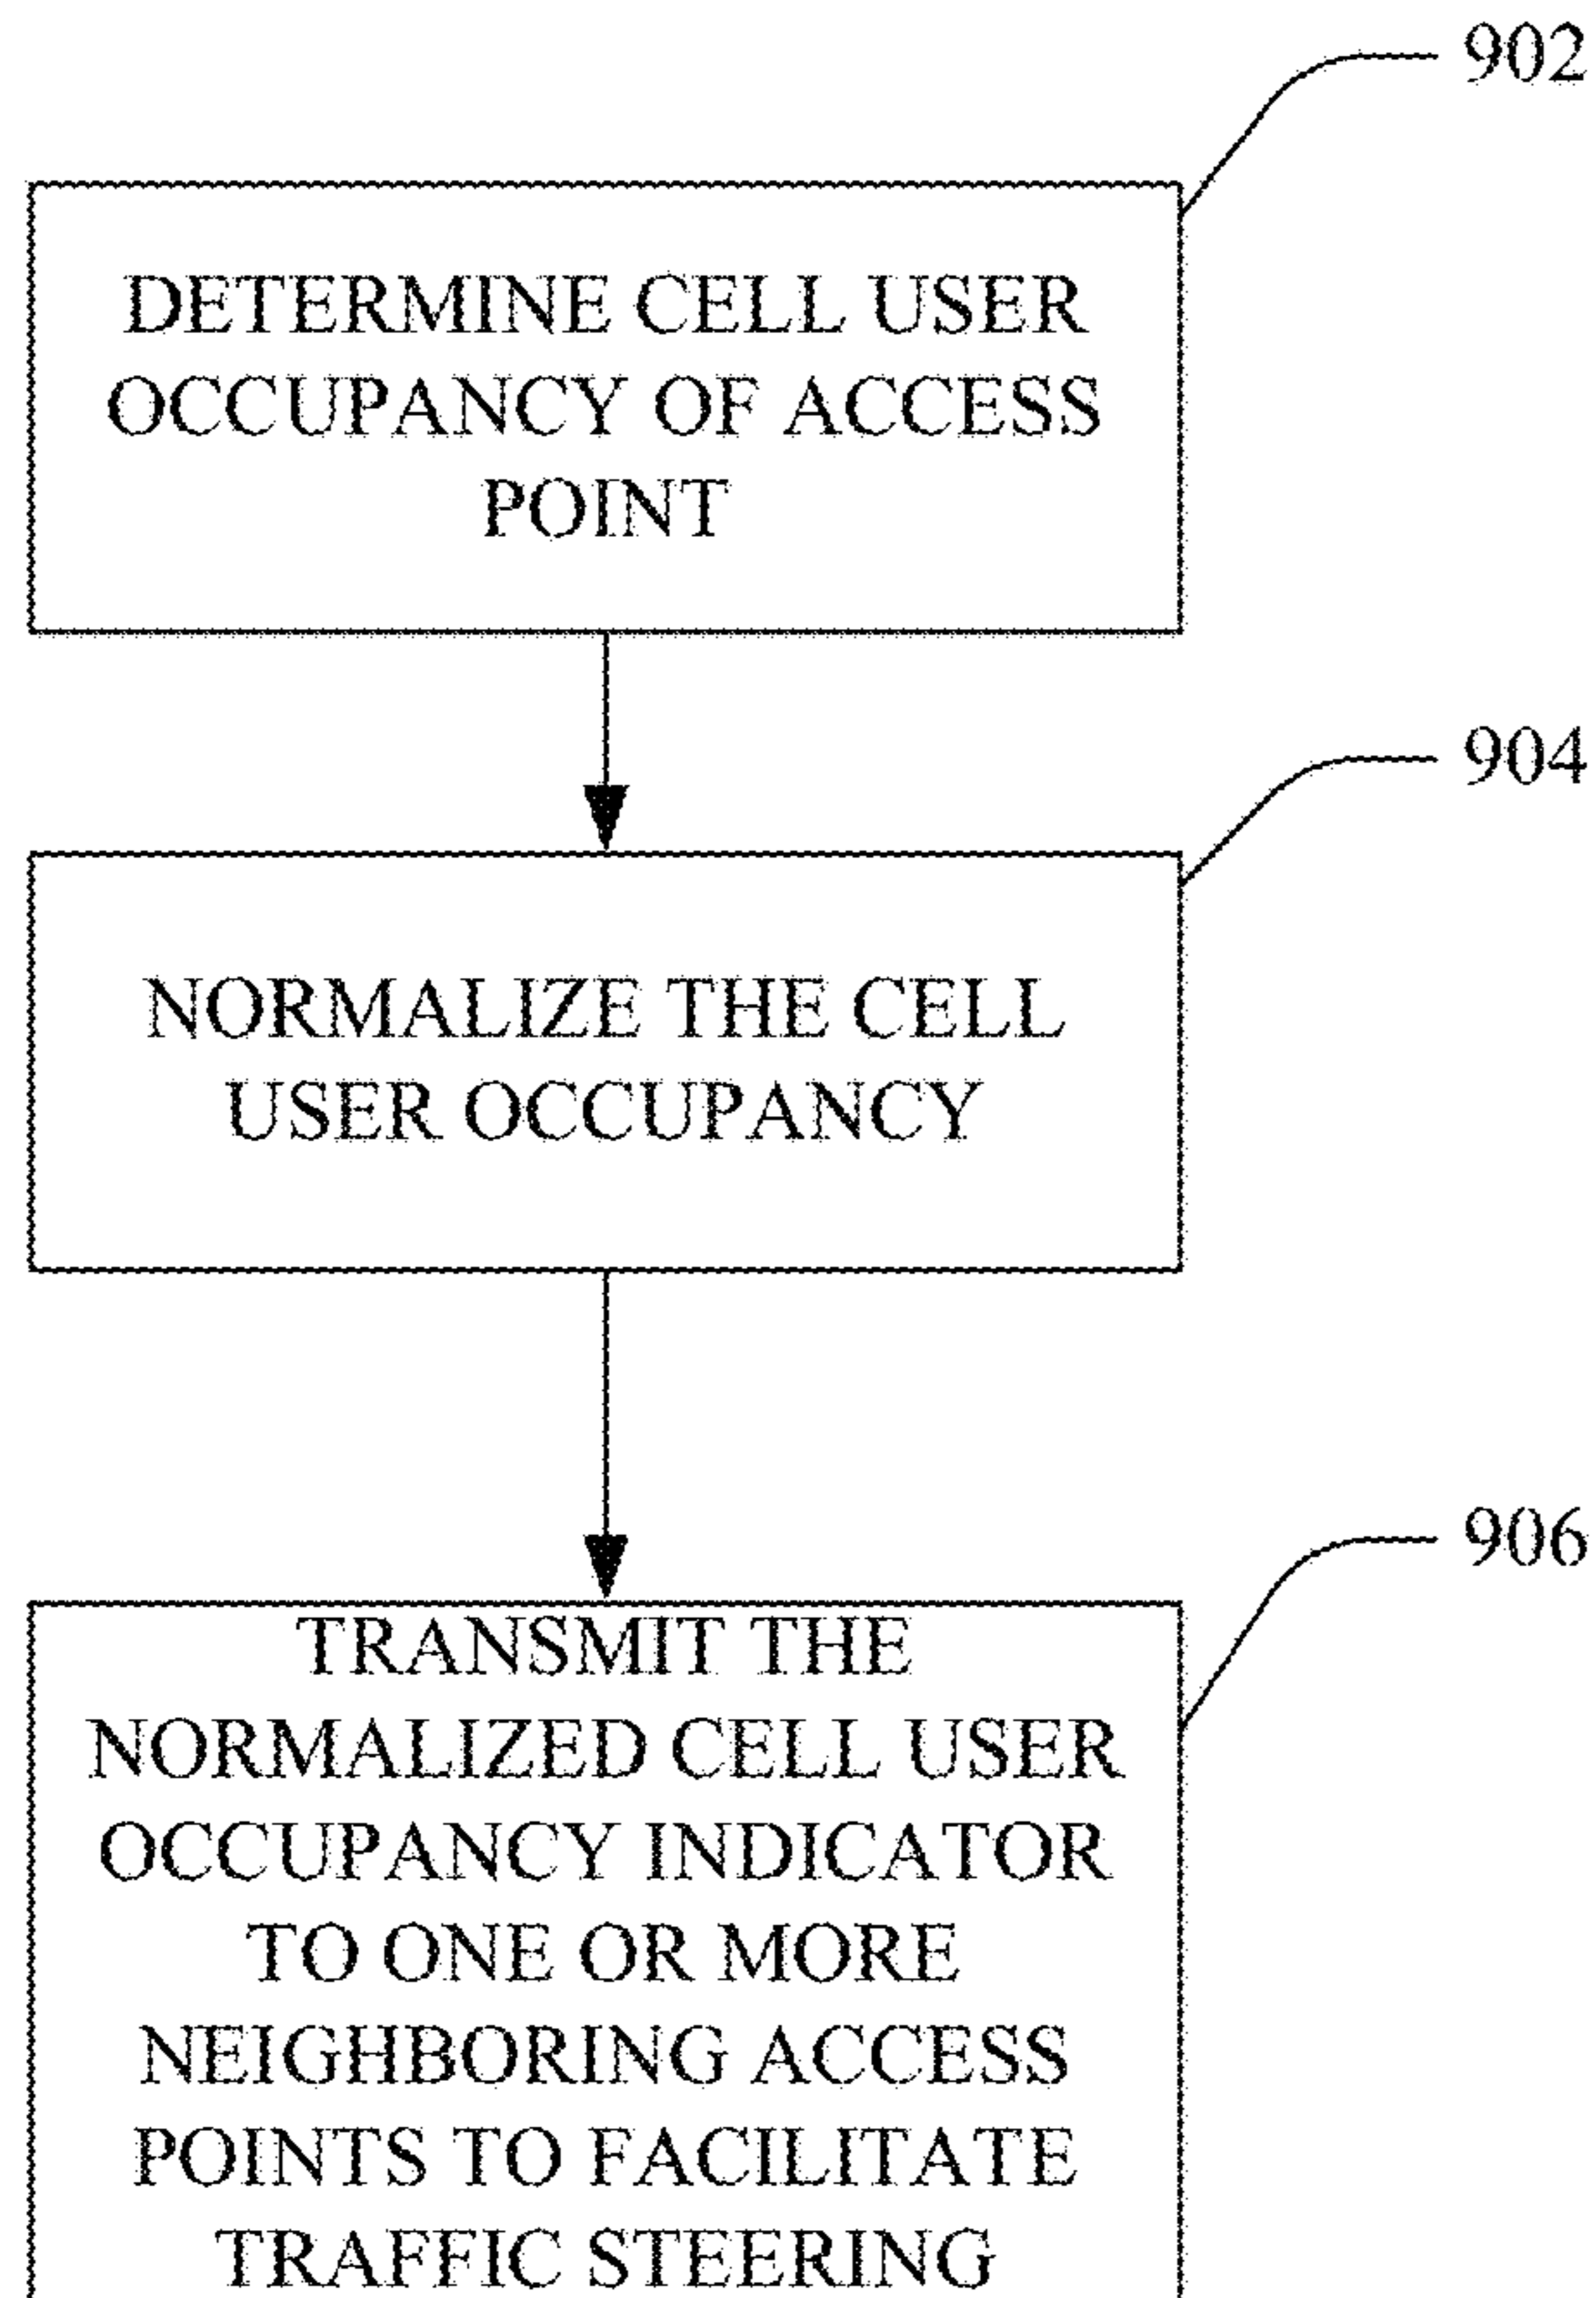 902
DETERMINE CELL USER
OCCUPANCY OF ACCESS
POINT
904
NORMALIZE THE CELL
USER OCCUPANCY
906
TRANSMIT THE
NORMALIZED CELL USER
OCCUPANCY INDICATOR
TO ONE OR MORE
NEIGHBORING ACCESS
POINTS TO FACILITATE
TRAFFIC STEERING